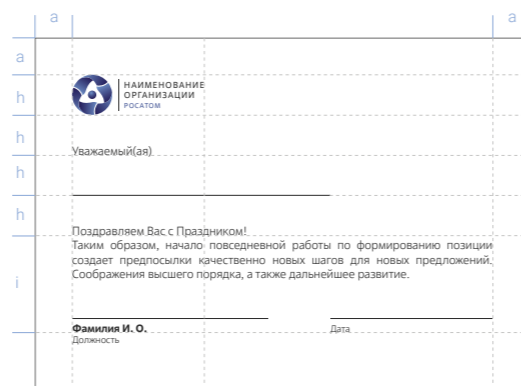 a a
a
h
НАИМЕНОВАНИЕ
ОРГАНИЗАЦИИ
РОСАТОМ
h
Уважаемый(ая)
h
h
Поздравляем Вас с Праздником!
Таким образом, начало повседневной работы по формированию позиции
создает предпосылки качественно новых шагов для новых предложений.
Соображения высшего порядка, а также дальнейшее развитие.
i
Фамилия И. О. Дата
Должность